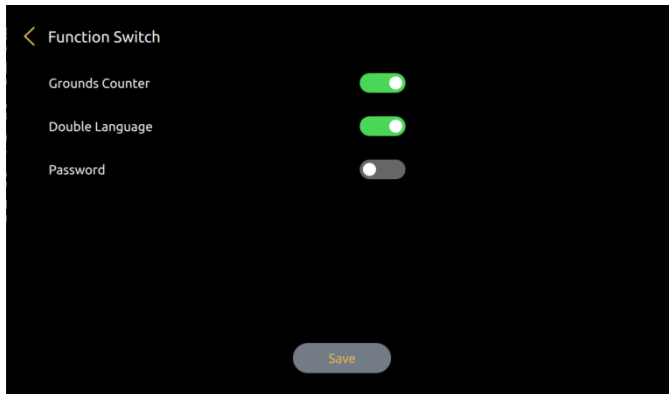 Function Switch
Grounds Counter
Double Language
Password
Save